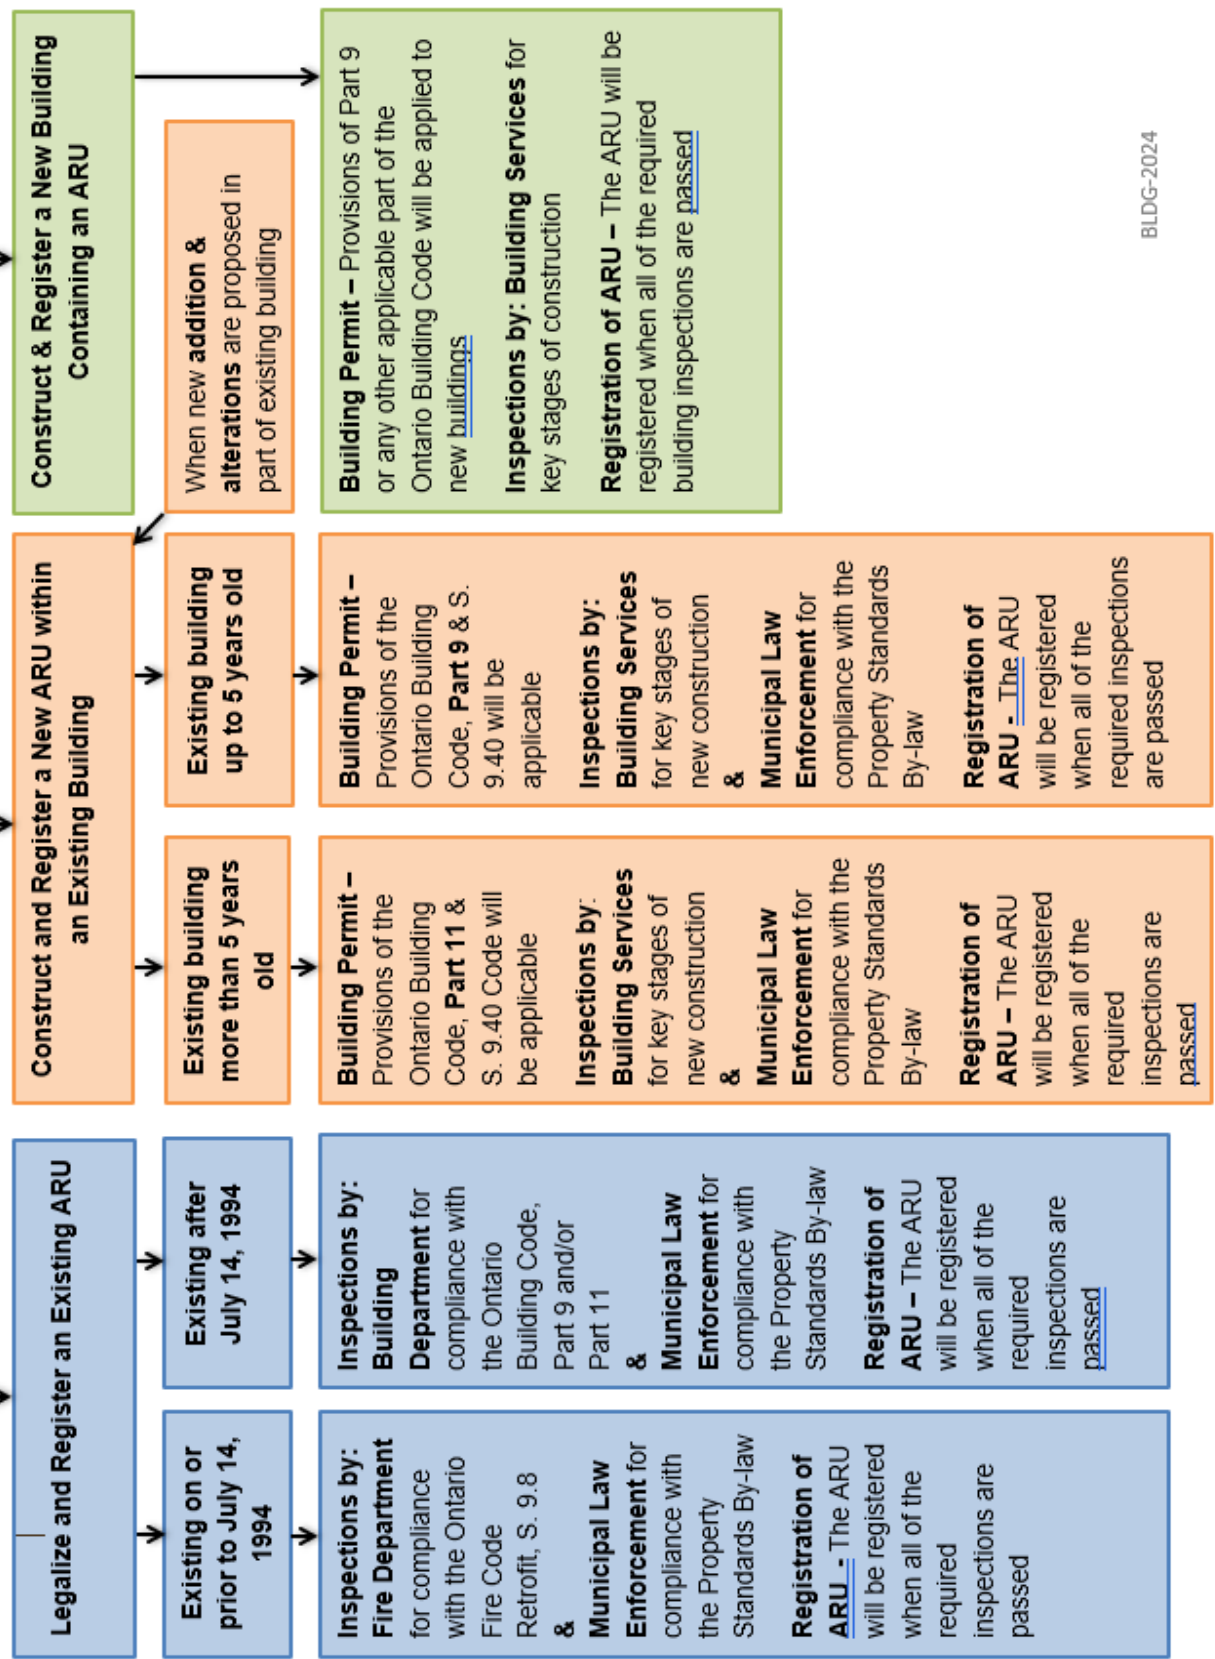 Legalize and Register an Existing ARU
Existing on or
prior to July 14,
1994
Inspections by:
Fire Department
for compliance
with the Ontario
Fire Code
Retrofit, S. 9.8
&
Municipal Law
Enforcement for
compliance with
the Property
Standards By-law
Registration of
ARU - The ARU
will be registered
when all of the
required
inspections are
passed
Existing after
July 14, 1994
Inspections by:
Building
Department for
compliance with
the Ontario
Building Code,
Part 9 and/or
Part 11
&
Municipal Law
Enforcement for
compliance with
the Property
Standards By-law
Registration of
ARU – The ARU
will be registered
when all of the
required
inspections are
passed
Construct and Register a New ARU within
an Existing Building
Existing building
more than 5 years
old
Building Permit –
Provisions of the
Ontario Building
Code, Part 11 &
S. 9.40 Code will
be applicable
Inspections by:
Building Services
for key stages of
new construction
&
Municipal Law
Enforcement for
compliance with the
Property Standards
By-law
Registration of
ARU – The ARU
will be registered
when all of the
required
inspections are
passed
Existing building
up to 5 years old
Building Permit –
Provisions of the
Ontario Building
Code, Part 9 & S.
9.40 will be
applicable
Inspections by:
Building Services
for key stages of
new construction
&
Municipal Law
Enforcement for
compliance with the
Property Standards
By-law
Registration of
ARU - The ARU
will be registered
when all of the
required inspections
are passed
When new addition &
alterations are proposed in
part of existing building
Construct & Register a New Building
Containing an ARU
Building Permit – Provisions of Part 9
or any other applicable part of the
Ontario Building Code will be applied to
new buildings
Inspections by: Building Services for
key stages of construction
Registration of ARU – The ARU will be
registered when all of the required
building inspections are passed
BLDG-2024